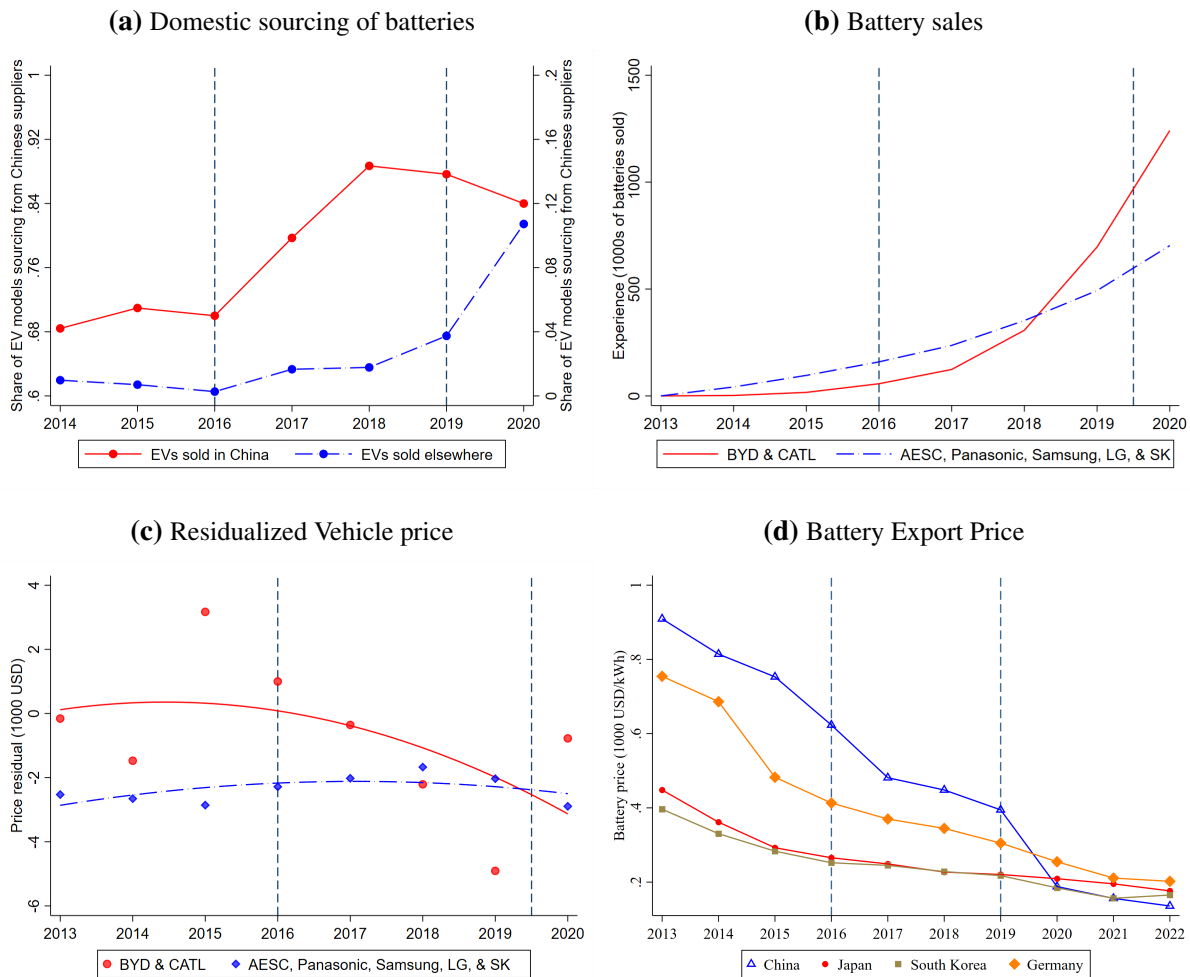 (a) Domestic sourcing of batteries
Share of EV models sourcing from Chinese suppliers
1
.92
.84
.76
.68
.6
.2
.16
.12
.08
.04
0
Share of EV models sourcing from Chinese suppliers
2014 2015 2016 2017 2018 2019 2020
EVs sold in China EVs sold elsewhere
(b) Battery sales
Experience (1000s of batteries sold)
1500
1000
500
0
2013 2014 2015 2016 2017 2018 2019 2020
BYD & CATL AESC, Panasonic, Samsung, LG, & SK
(c) Residualized Vehicle price
Price residual (1000 USD)
4
2
0
-2
-4
-6
2013 2014 2015 2016 2017 2018 2019 2020
BYD & CATL AESC, Panasonic, Samsung, LG, & SK
(d) Battery Export Price
Battery price (1000 USD/kWh)
1
.8
.6
.4
.2
2013 2014 2015 2016 2017 2018 2019 2020 2021 2022
China Japan South Korea Germany